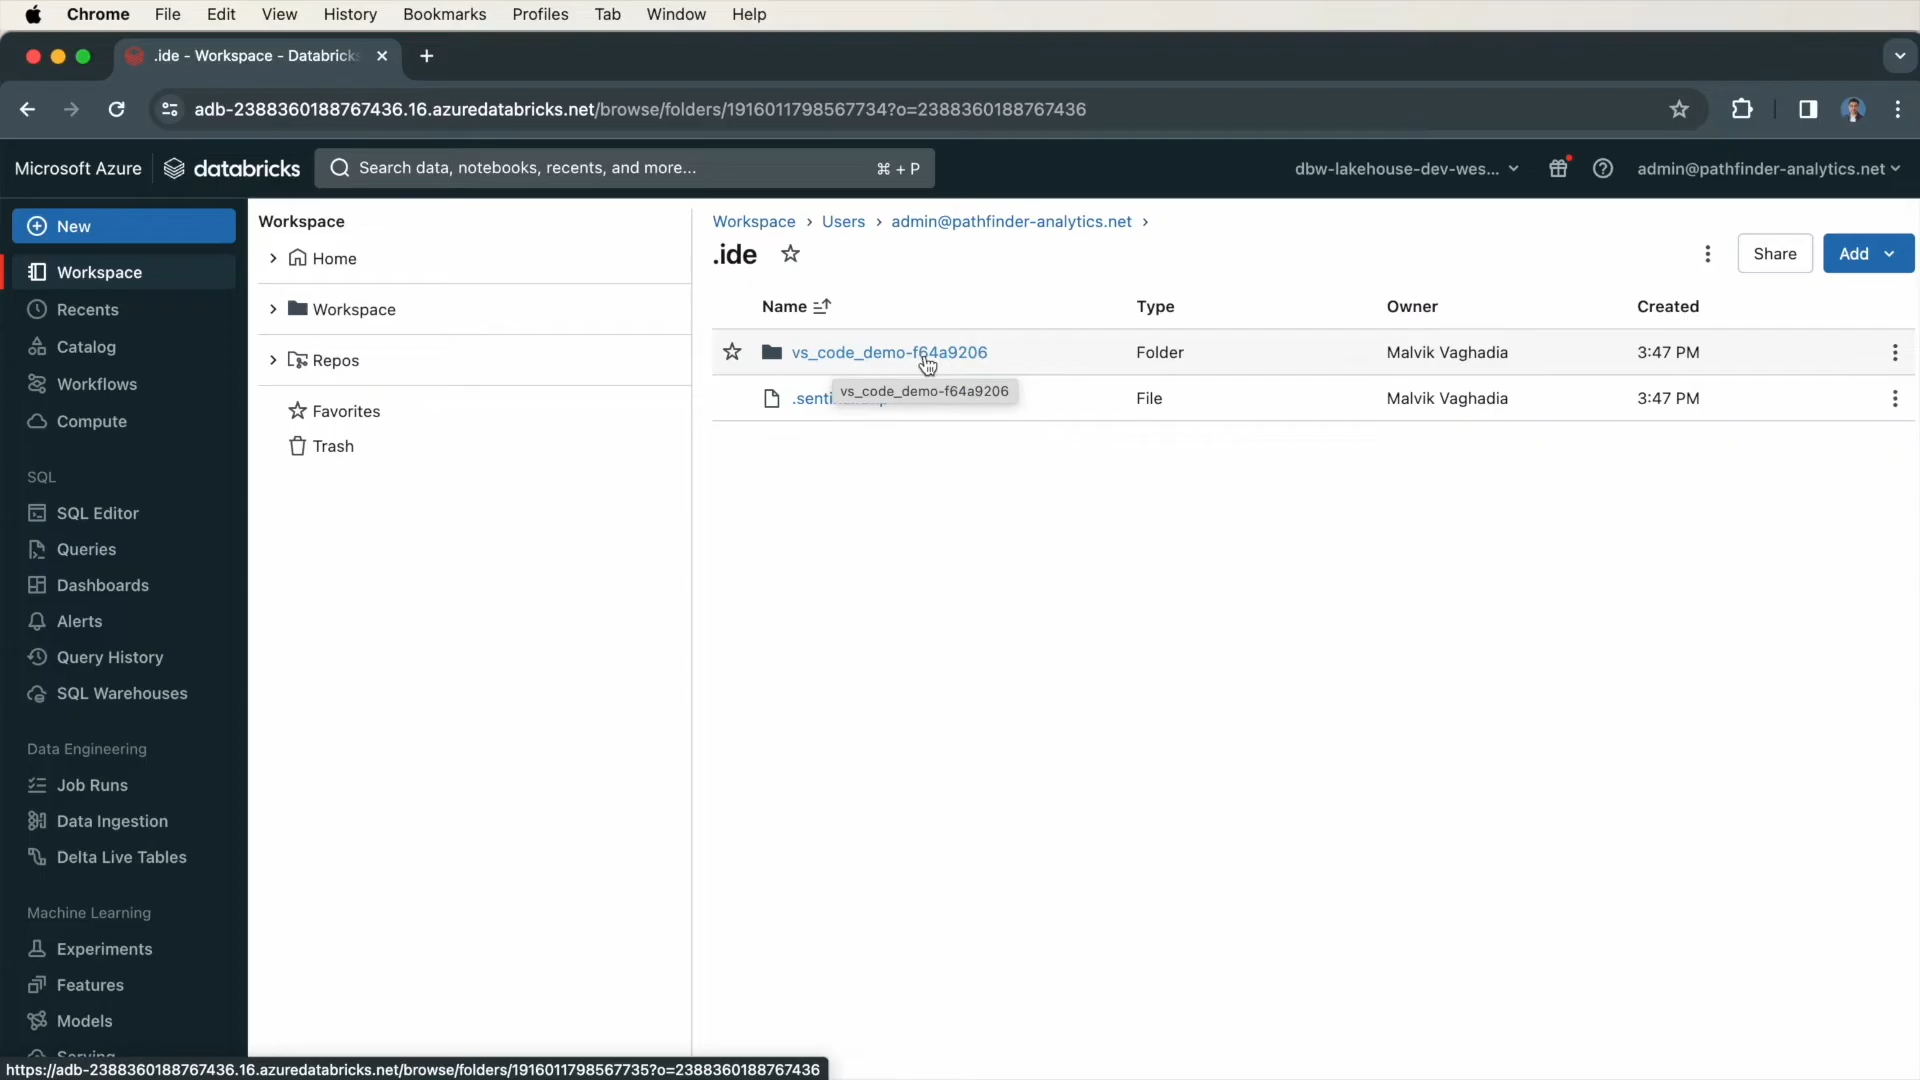 Chrome File Edit View History Bookmarks Profiles Tab Window Help
.ide - Workspace - Databricks
adb-2388360188767436.16.azuredatabricks.net/browse/folders/1916011798567734?o=2388360188767436
Microsoft Azure databricks Search data, notebooks, recents, and more... ⌘ + P dbw-lakehouse-dev-wes... admin@pathfinder-analytics.net
New
Workspace
Recents
Catalog
Workflows
Compute
SQL
SQL Editor
Queries
Dashboards
Alerts
Query History
SQL Warehouses
Data Engineering
Job Runs
Data Ingestion
Delta Live Tables
Machine Learning
Experiments
Features
Models
Serving
Workspace
Home
Workspace
Repos
Favorites
Trash
Workspace › Users › admin@pathfinder-analytics.net ›
.ide
Share Add
Name Type Owner Created
vs_code_demo-f64a9206 Folder Malvik Vaghadia 3:47 PM
vs_code_demo-f64a9206
File Malvik Vaghadia 3:47 PM
https://adb-2388360188767436.16.azuredatabricks.net/browse/folders/1916011798567735?o=2388360188767436